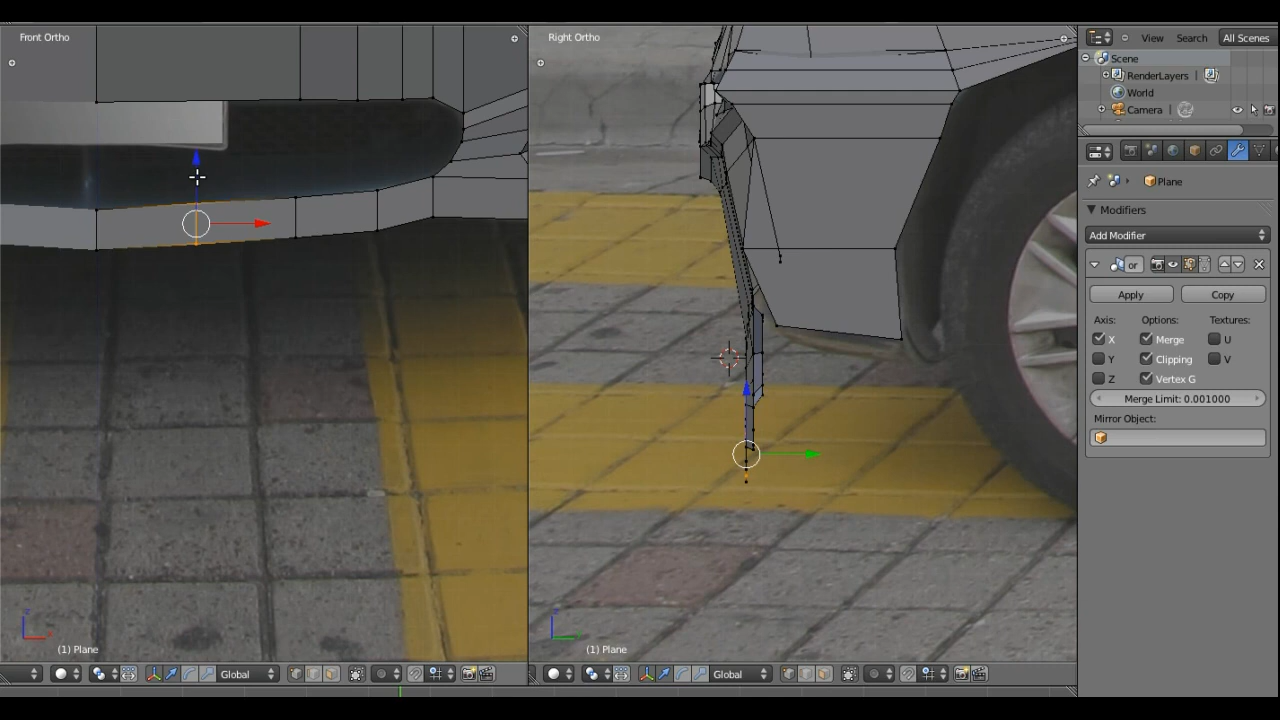 Front Ortho
Right Ortho
View Search All Scenes
Scene
RenderLayers
World
Camera
Plane
Modifiers
Add Modifier
or
Apply Copy
Axis: Options: Textures:
X Merge U
Y Clipping V
Z Vertex G
Merge Limit: 0.001000
Mirror Object:
(1) Plane
(1) Plane
Global
Global